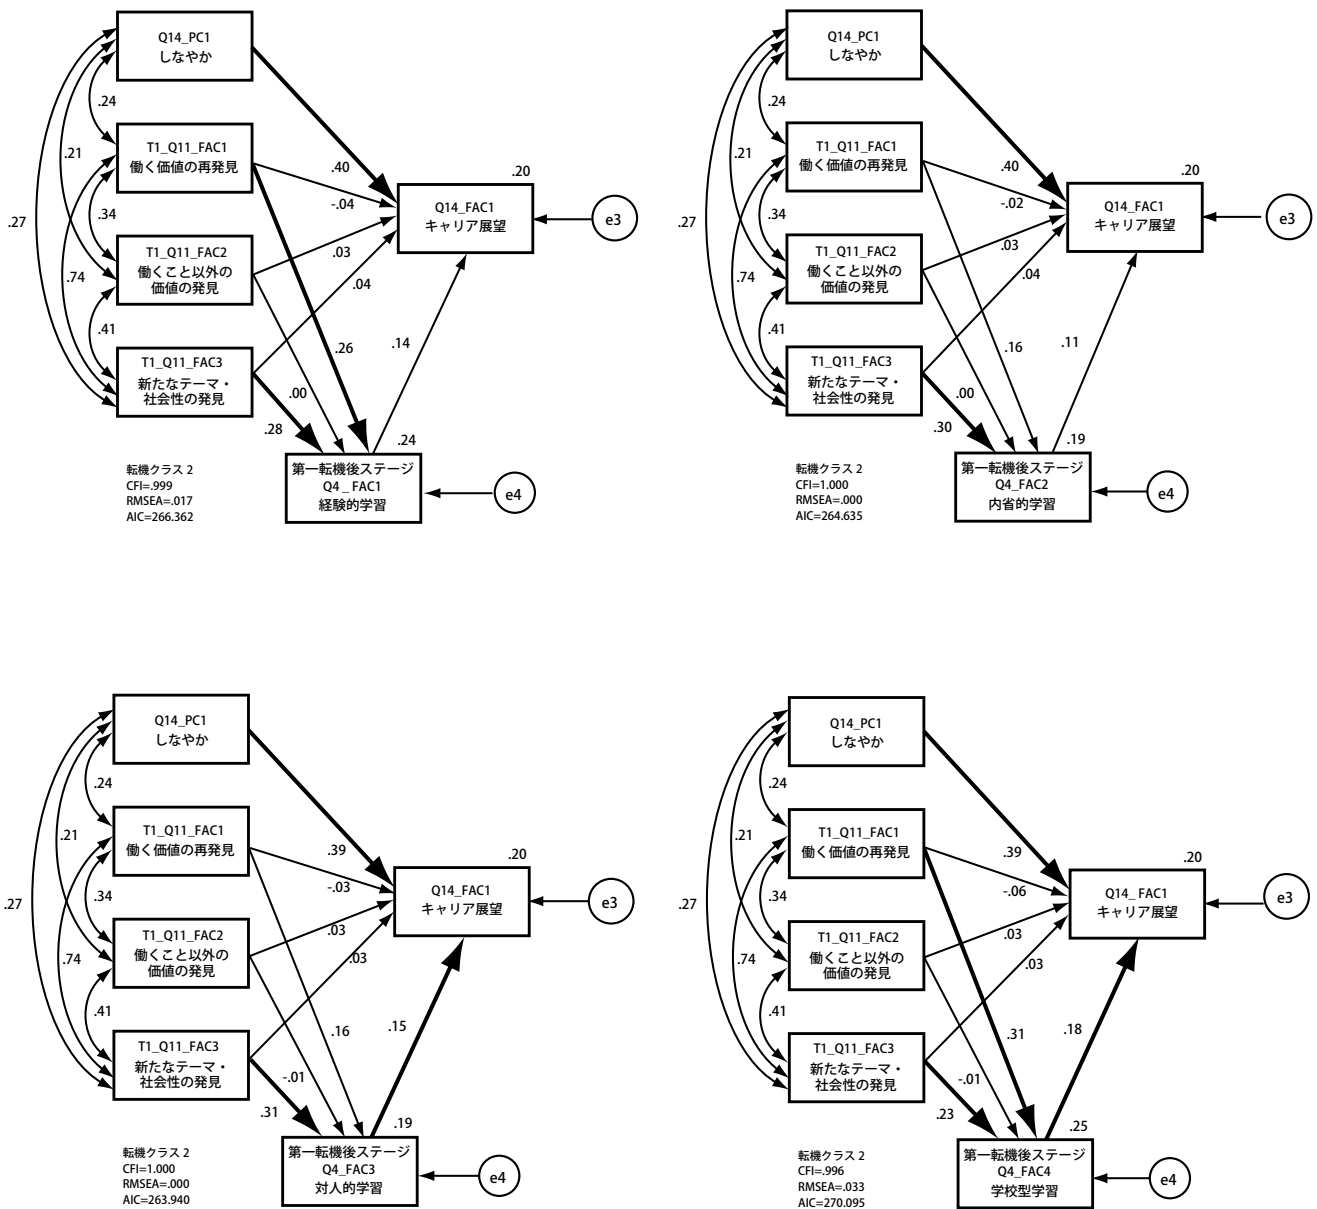 Q14_PC1
しなやか
.24
T1_Q11_FAC1
働く価値の再発見
.21
.40
.20
-.04
Q14_FAC1
キャリア展望
e3
.27
.34
T1_Q11_FAC2
働くこと以外の
価値の発見
.03
.74
.04
.41
.26
.14
T1_Q11_FAC3
新たなテーマ・
社会性の発見
.00
.28
.24
転機クラス 2
CFI=.999
RMSEA=.017
AIC=266.362
第一転機後ステージ
Q4_FAC1
経験的学習
e4
Q14_PC1
しなやか
.24
T1_Q11_FAC1
働く価値の再発見
.21
.40
.20
-.02
Q14_FAC1
キャリア展望
e3
.27
.34
T1_Q11_FAC2
働くこと以外の
価値の発見
.03
.74
.04
.41
.16
.11
T1_Q11_FAC3
新たなテーマ・
社会性の発見
.00
.30
.19
転機クラス 2
CFI=1.000
RMSEA=.000
AIC=264.635
第一転機後ステージ
Q4_FAC2
内省的学習
e4
Q14_PC1
しなやか
.24
T1_Q11_FAC1
働く価値の再発見
.21
.39
.20
-.03
Q14_FAC1
キャリア展望
e3
.27
.34
T1_Q11_FAC2
働くこと以外の
価値の発見
.03
.74
.03
.41
.16
.15
T1_Q11_FAC3
新たなテーマ・
社会性の発見
-.01
.31
.19
転機クラス 2
CFI=1.000
RMSEA=.000
AIC=263.940
第一転機後ステージ
Q4_FAC3
対人的学習
e4
Q14_PC1
しなやか
.24
T1_Q11_FAC1
働く価値の再発見
.21
.39
.20
-.06
Q14_FAC1
キャリア展望
e3
.27
.34
T1_Q11_FAC2
働くこと以外の
価値の発見
.03
.74
.03
.41
.31
.18
T1_Q11_FAC3
新たなテーマ・
社会性の発見
-.01
.23
.25
転機クラス 2
CFI=.996
RMSEA=.033
AIC=270.095
第一転機後ステージ
Q4_FAC4
学校型学習
e4